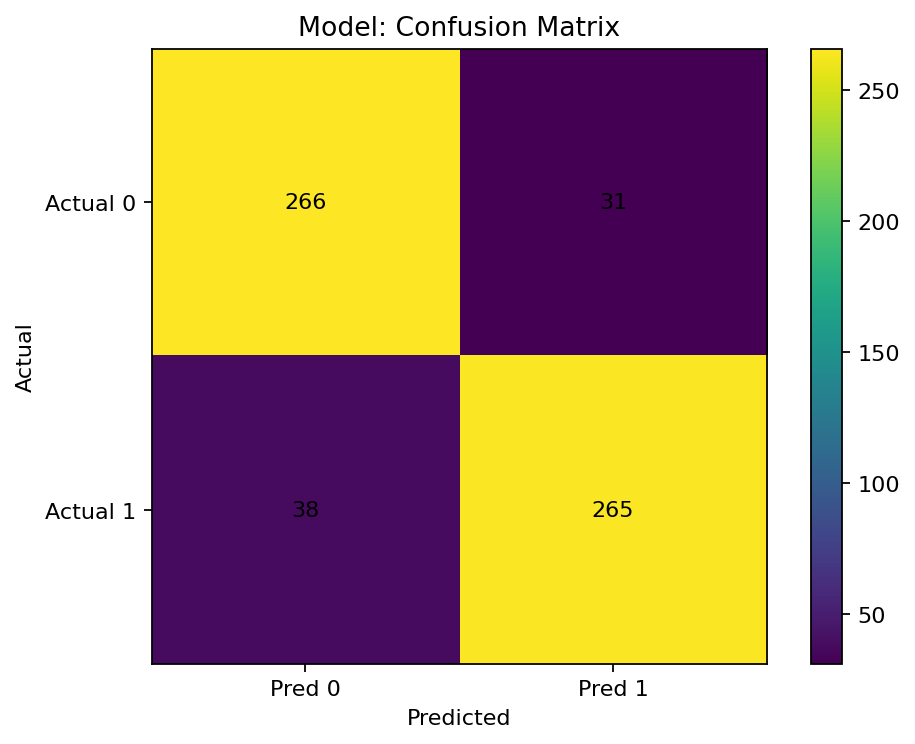 Model: Confusion Matrix
Actual
Actual 0
266
31
Actual 1
38
265
Pred 0
Pred 1
Predicted
250
200
150
100
50